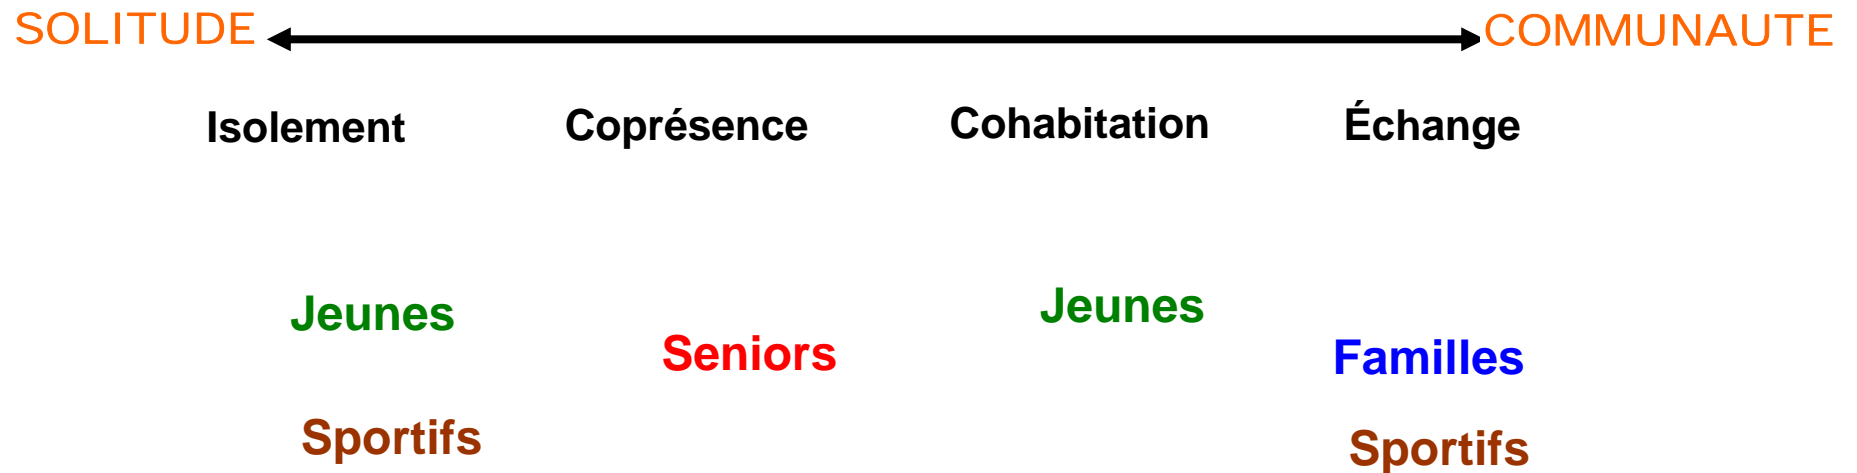 SOLITUDE COMMUNAUTE
Isolement Coprésence Cohabitation Échange
Jeunes Jeunes
Seniors Familles
Sportifs Sportifs